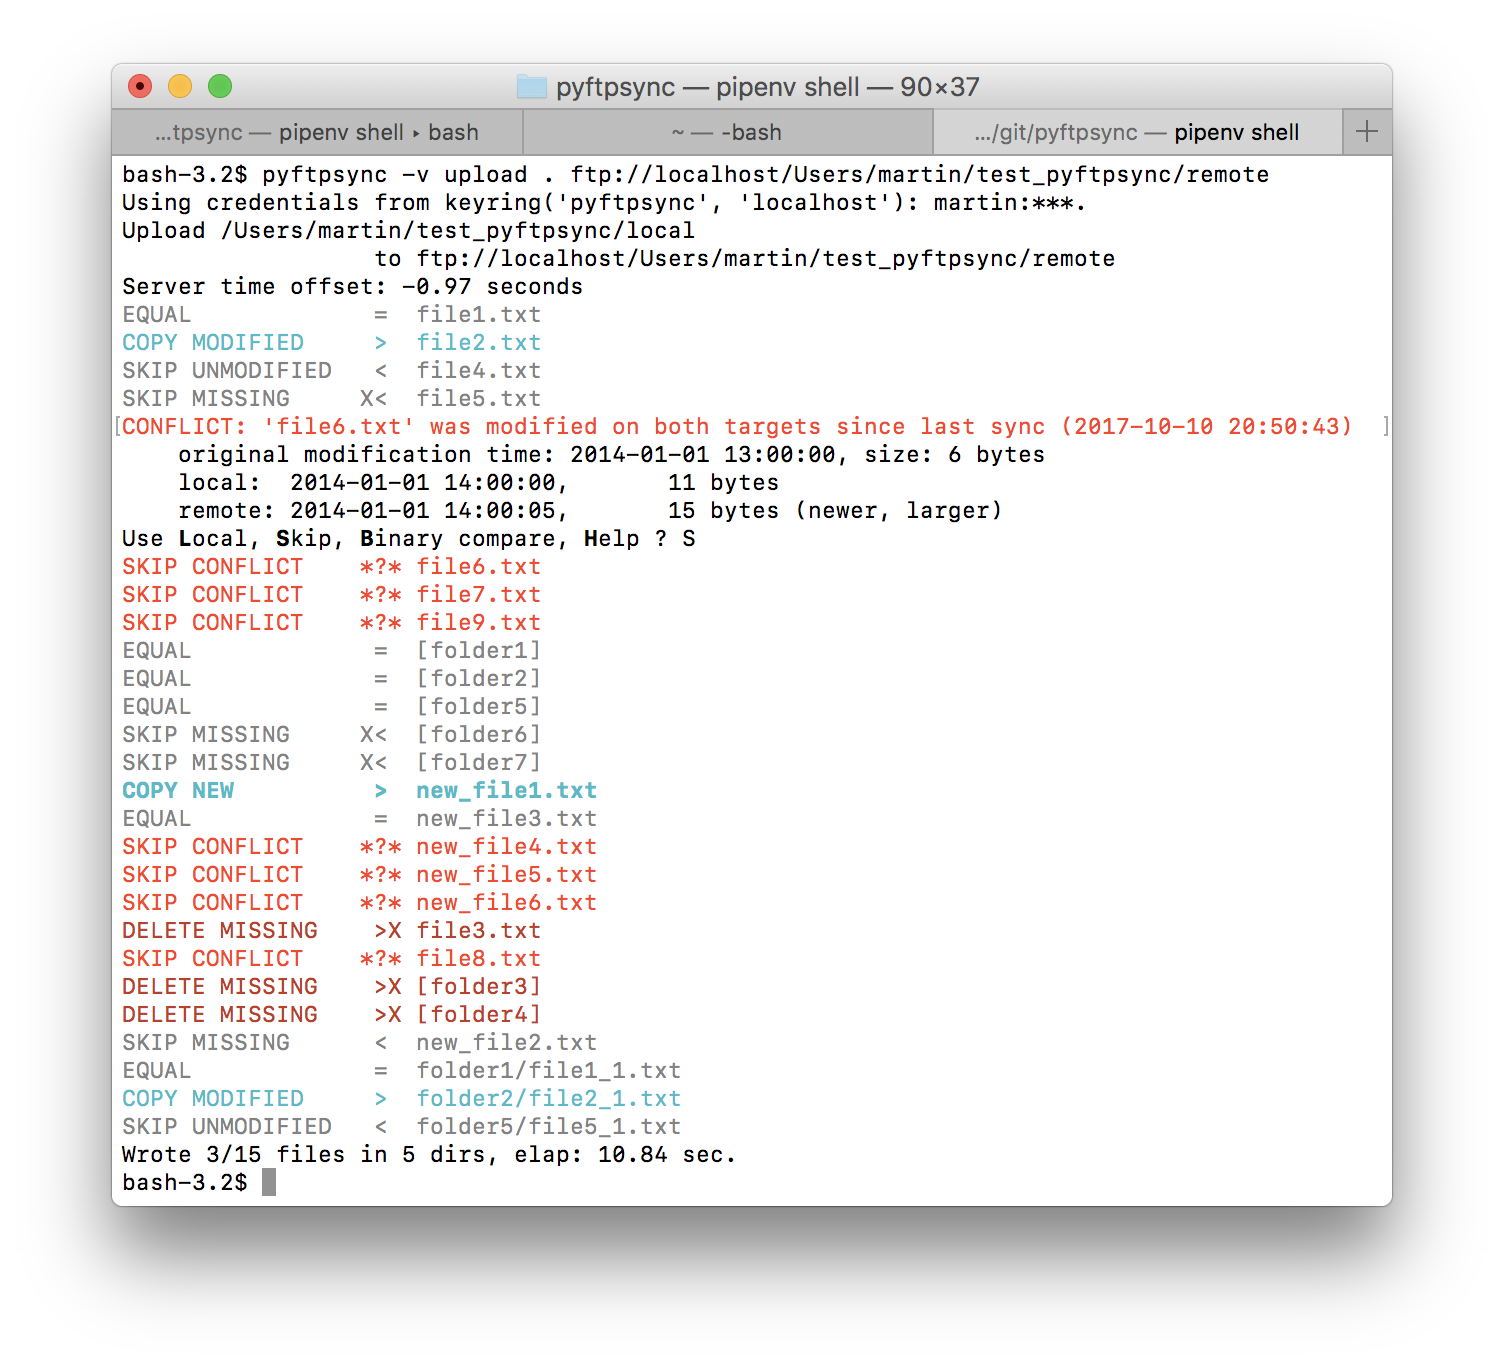 pyftpsync — pipenv shell — 90×37
...tpsync — pipenv shell ▸ bash
~ — -bash
.../git/pyftpsync — pipenv shell
+
bash-3.2$ pyftpsync -v upload . ftp://localhost/Users/martin/test_pyftpsync/remote
Using credentials from keyring('pyftpsync', 'localhost'): martin:***.
Upload /Users/martin/test_pyftpsync/local
                  to ftp://localhost/Users/martin/test_pyftpsync/remote
Server time offset: -0.97 seconds
EQUAL             =  file1.txt
COPY MODIFIED     >  file2.txt
SKIP UNMODIFIED   <  file4.txt
SKIP MISSING     X<  file5.txt
[CONFLICT: 'file6.txt' was modified on both targets since last sync (2017-10-10 20:50:43)  ]
    original modification time: 2014-01-01 13:00:00, size: 6 bytes
    local:  2014-01-01 14:00:00,       11 bytes
    remote: 2014-01-01 14:00:05,       15 bytes (newer, larger)
Use Local, Skip, Binary compare, Help ? S
SKIP CONFLICT    *?* file6.txt
SKIP CONFLICT    *?* file7.txt
SKIP CONFLICT    *?* file9.txt
EQUAL             =  [folder1]
EQUAL             =  [folder2]
EQUAL             =  [folder5]
SKIP MISSING     X<  [folder6]
SKIP MISSING     X<  [folder7]
COPY NEW          >  new_file1.txt
EQUAL             =  new_file3.txt
SKIP CONFLICT    *?* new_file4.txt
SKIP CONFLICT    *?* new_file5.txt
SKIP CONFLICT    *?* new_file6.txt
DELETE MISSING    >X file3.txt
SKIP CONFLICT    *?* file8.txt
DELETE MISSING    >X [folder3]
DELETE MISSING    >X [folder4]
SKIP MISSING      <  new_file2.txt
EQUAL             =  folder1/file1_1.txt
COPY MODIFIED     >  folder2/file2_1.txt
SKIP UNMODIFIED   <  folder5/file5_1.txt
Wrote 3/15 files in 5 dirs, elap: 10.84 sec.
bash-3.2$